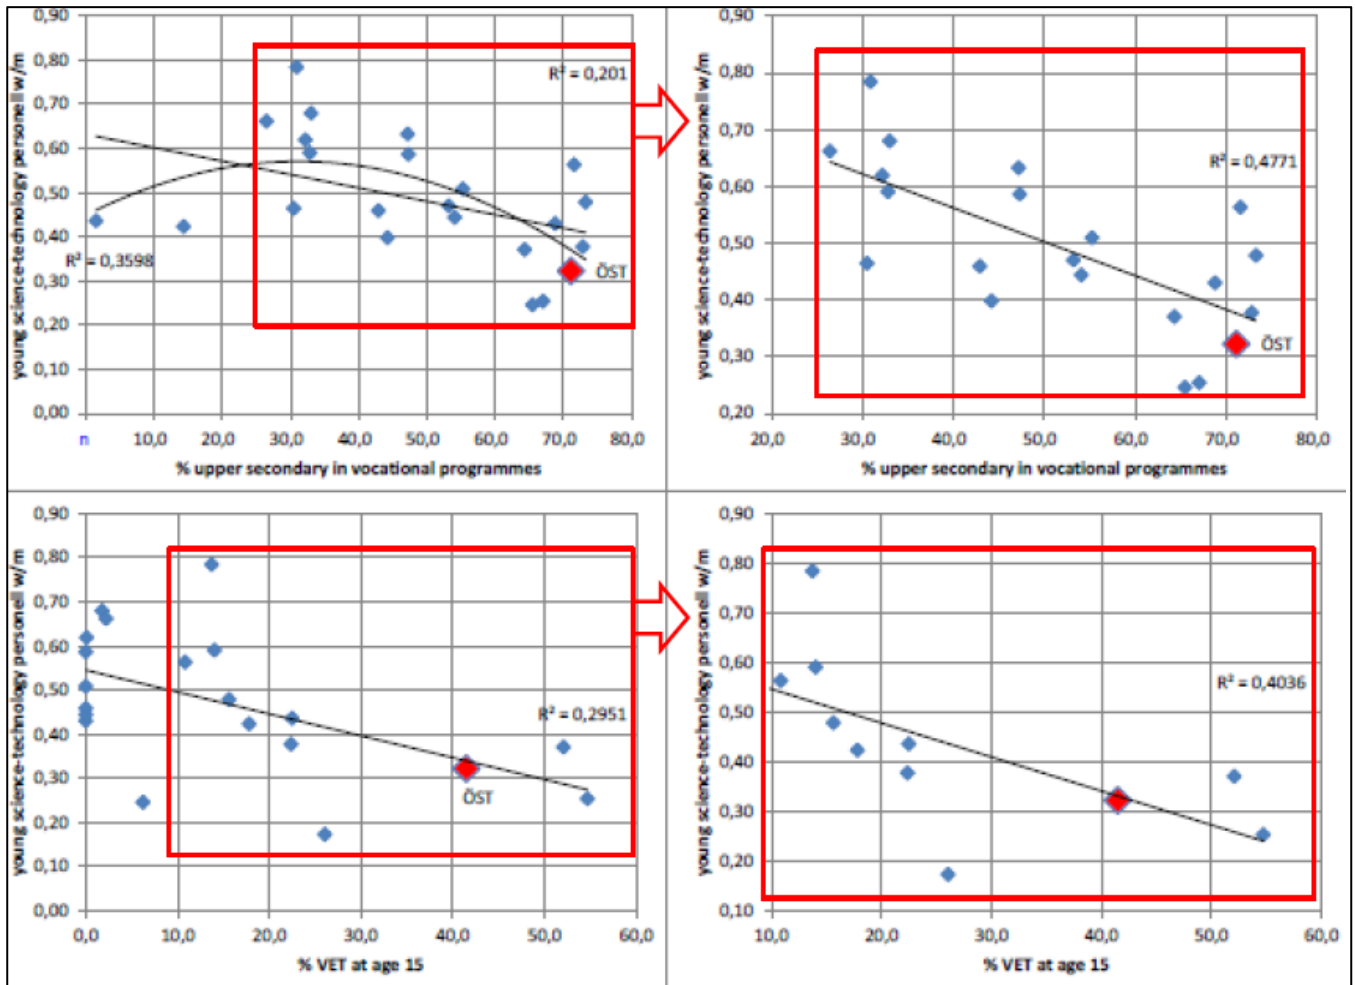 0,90
0,80
0,70
0,60
0,50
0,40
0,30
0,20
0,10
0,00
young science-technology personell w/m
R² = 0,201
R² = 0,3598
ÖST
n 10,0 20,0 30,0 40,0 50,0 60,0 70,0 80,0
% upper secondary in vocational programmes
0,90
0,80
0,70
0,60
0,50
0,40
0,30
0,20
young science-technology personell w/m
R² = 0,4771
ÖST
20,0 30,0 40,0 50,0 60,0 70,0 80,0
% upper secondary in vocational programmes
0,90
0,80
0,70
0,60
0,50
0,40
0,30
0,20
0,10
0,00
young science-technology personell w/m
R² = 0,2951
ÖST
0,0 10,0 20,0 30,0 40,0 50,0 60,0
% VET at age 15
0,90
0,80
0,70
0,60
0,50
0,40
0,30
0,20
0,10
young science-technology personell w/m
R² = 0,4036
10,0 20,0 30,0 40,0 50,0 60,0
% VET at age 15